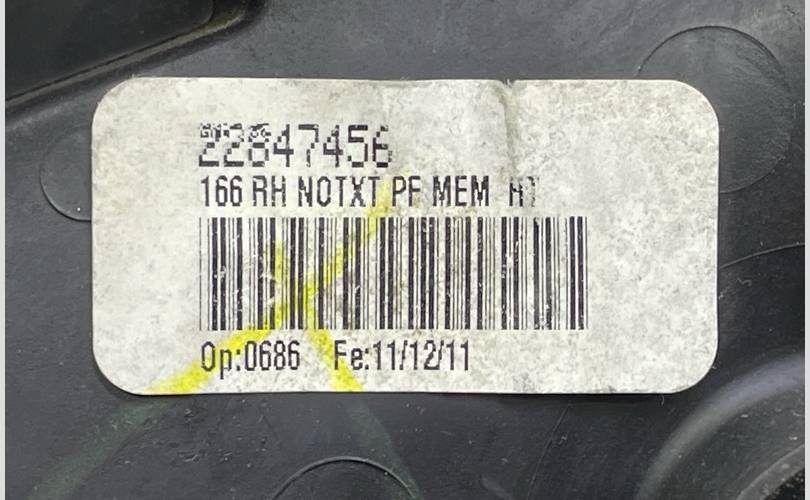 22847456
166 RH NOTXT PF MEM
Op:0686 Fe:11/12/11